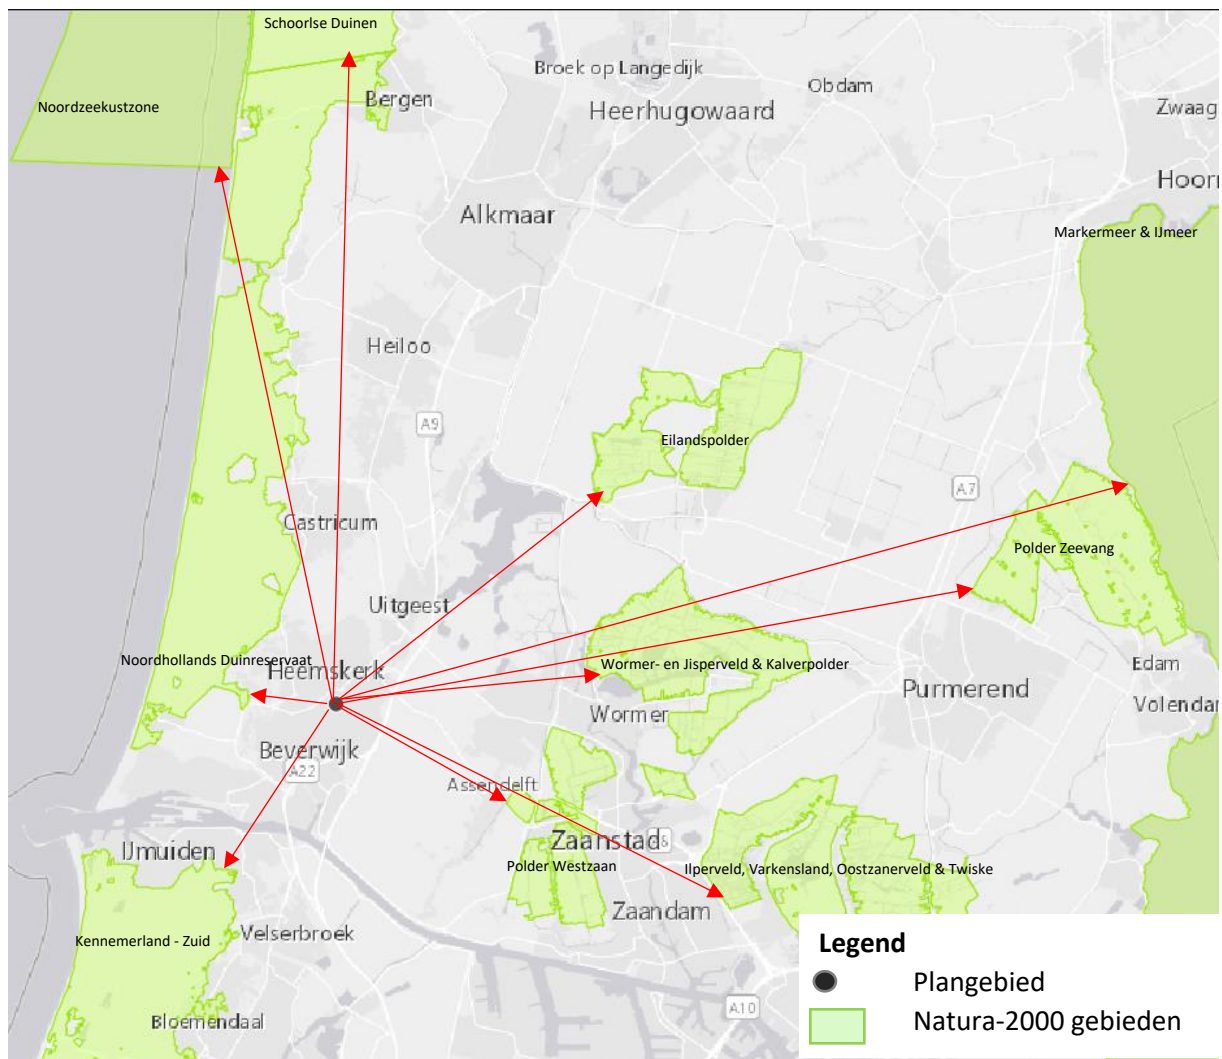 Schoorlse Duinen
Broek op Langedijk
Obdam
Bergen
Noordzeekustzone
Heerhugowaard
Zwaag
Hoorn
Alkmaar
Markermeer & IJmeer
Heiloo
A9
Eilandspolder
A7
Castricum
Polder Zeevang
Uitgeest
Noordhollands Duinreservaat
Heemskerk
Wormer- en Jisperveld & Kalverpolder
Edam
Purmerend
Wormer
Volendam
Beverwijk
A22
Assendelft
Zaanstad
IJmuiden
Polder Westzaan
Ilperveld, Varkensland, Oostzanerveld & Twiske
Zaandam
Kennemerland - Zuid
Velserbroek
Legend
Plangebied
A10
Bloemendaal
Natura-2000 gebieden